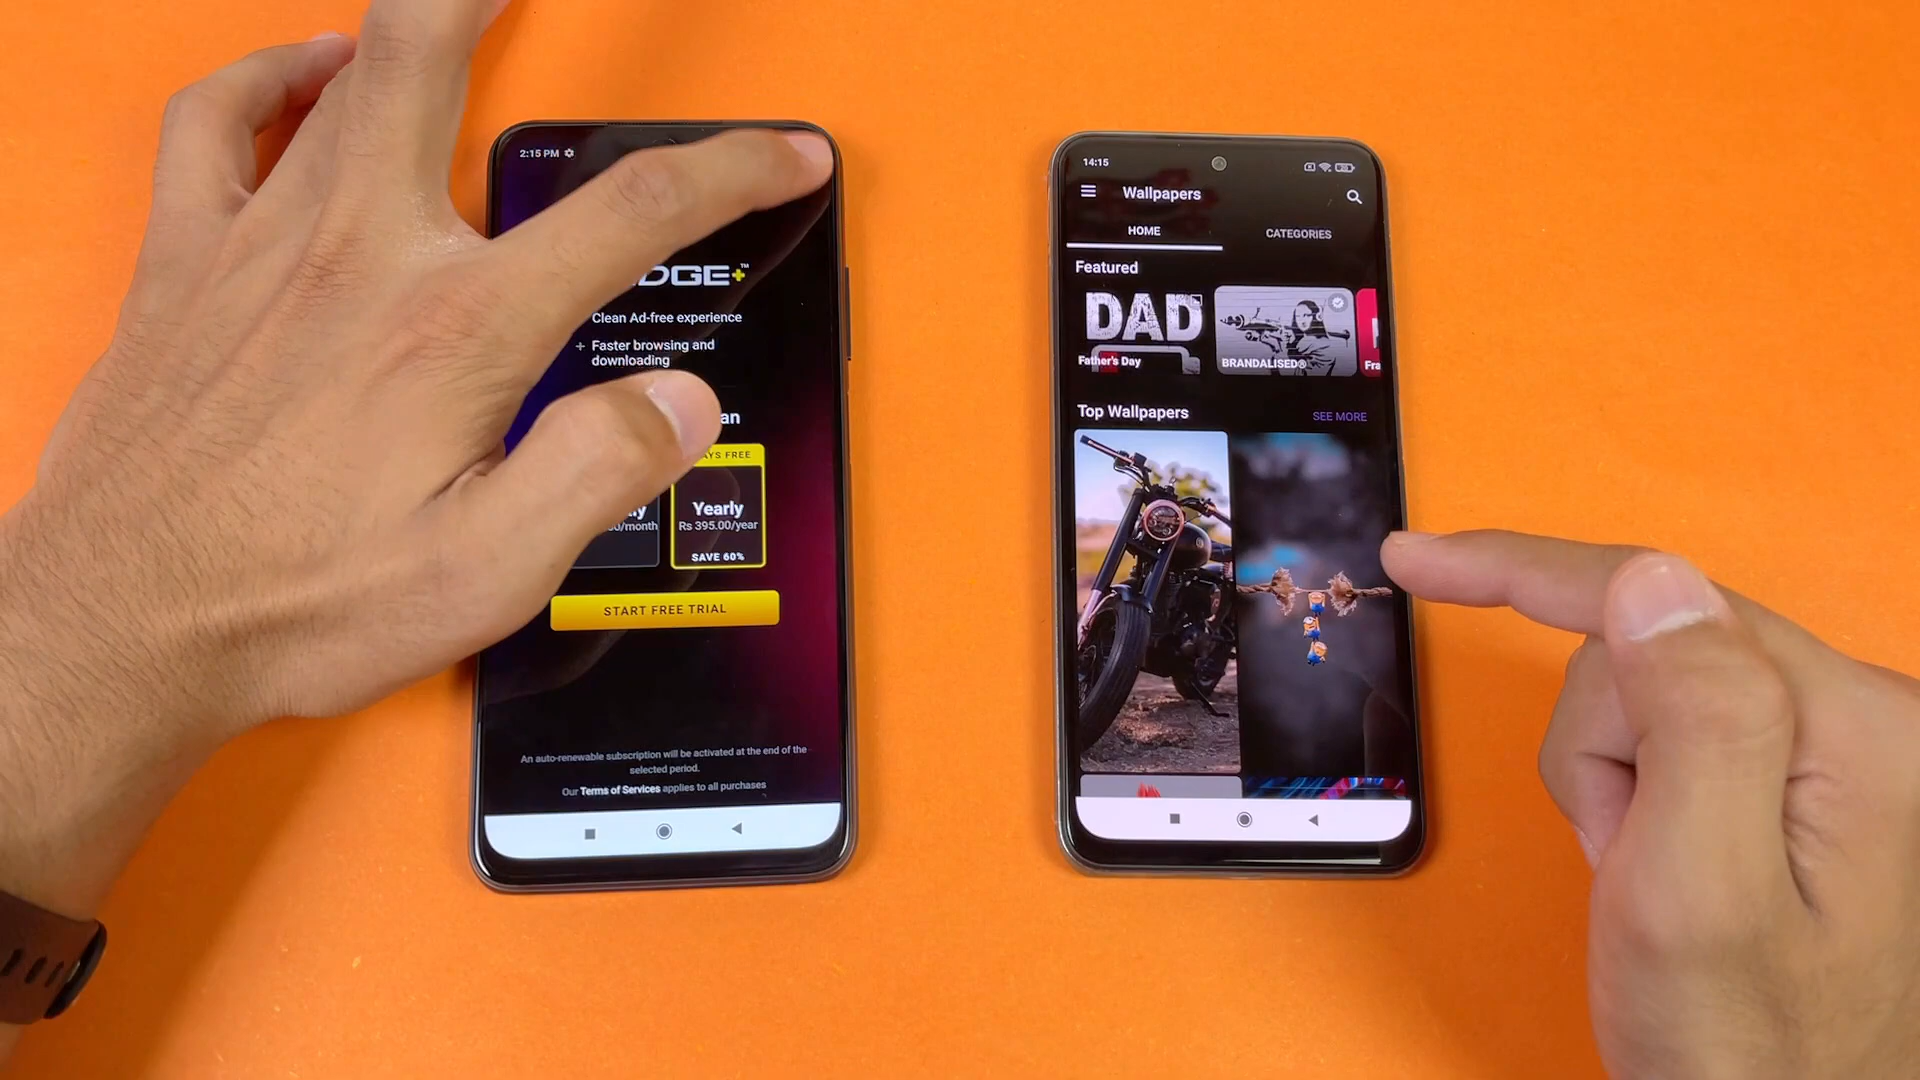 2:15 PM
DGE+™
Clean Ad-free experience
+ Faster browsing and
downloading
FREE
Yearly
/month
Rs 395.00/year
SAVE 60%
START FREE TRIAL
An auto-renewable subscription will be activated at the end of the
selected period.
Our Terms of Services applies to all purchases
14:15
Wallpapers
HOME
CATEGORIES
Featured
DAD
Father's Day
BRANDALISED®
Fra
Top Wallpapers
SEE MORE